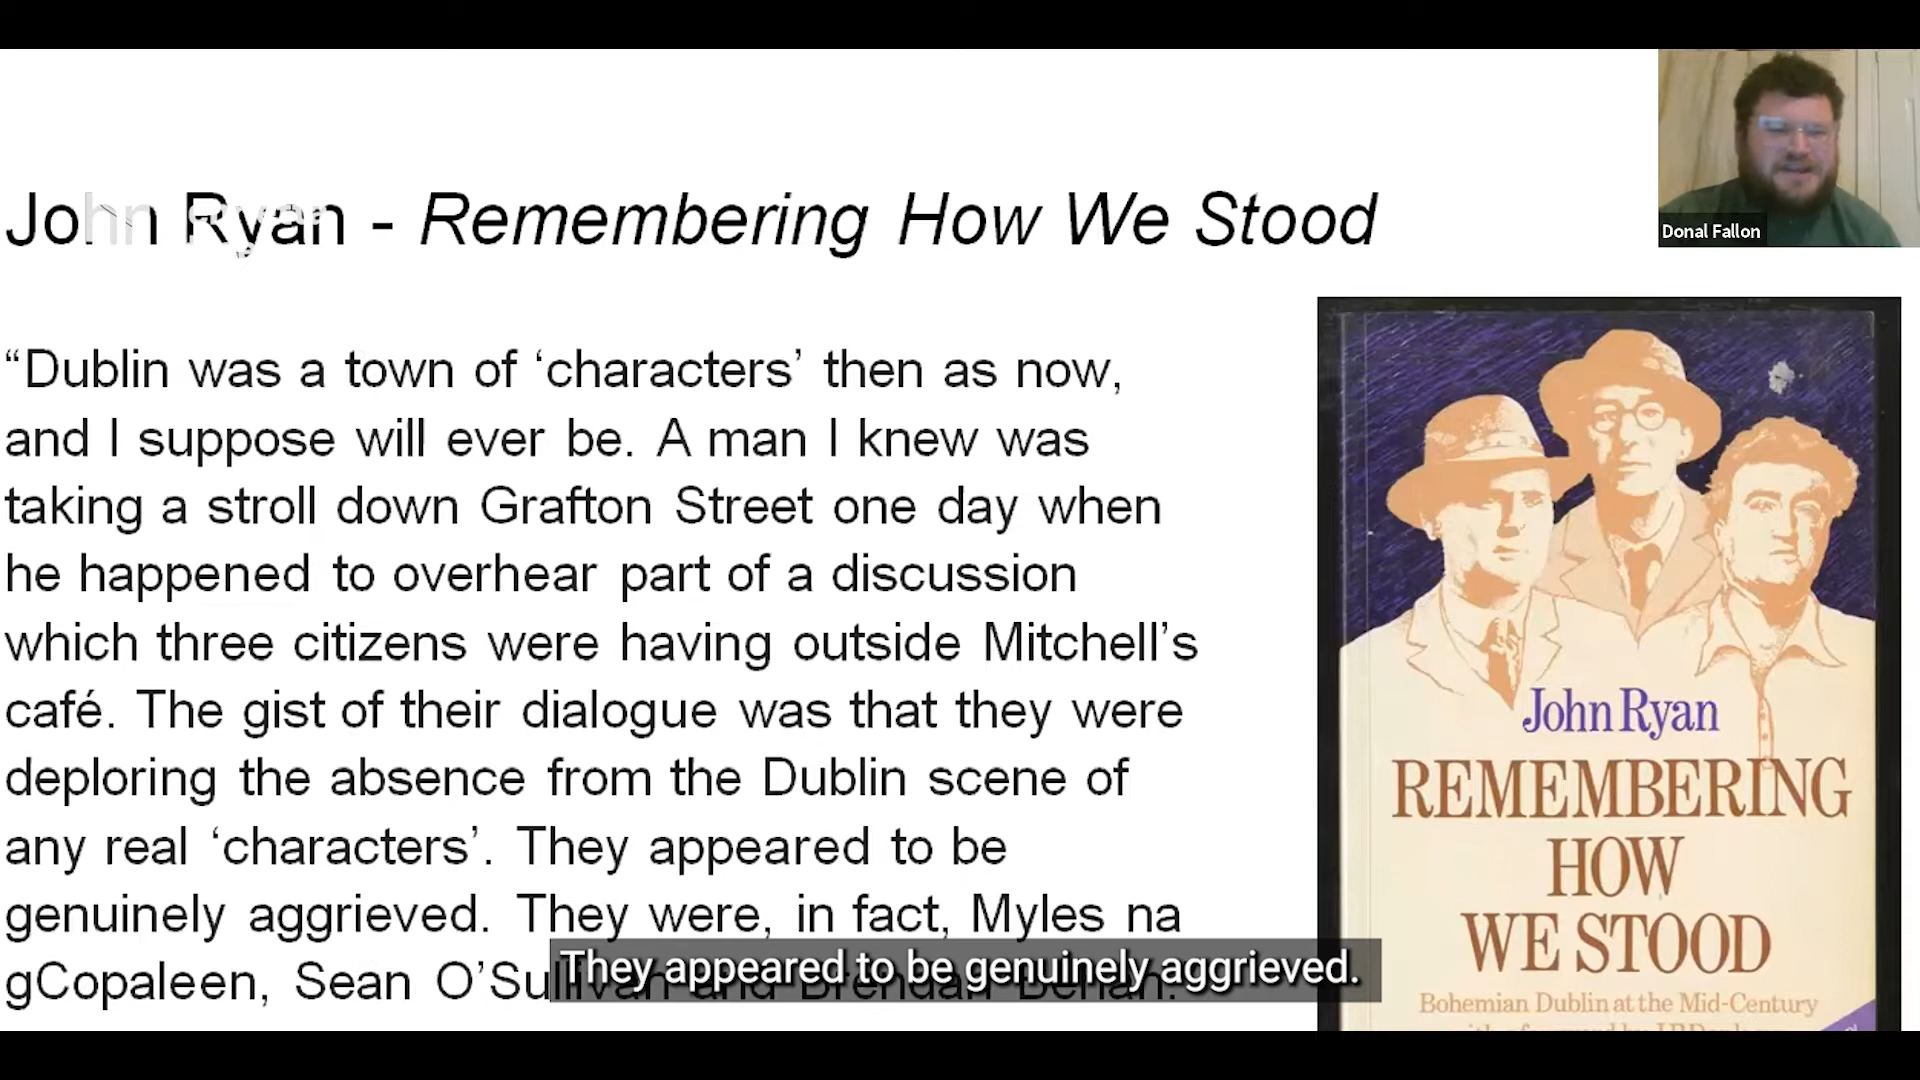 John Ryan - Remembering How We Stood
Donal Fallon
“Dublin was a town of ‘characters’ then as now,
and I suppose will ever be. A man I knew was
taking a stroll down Grafton Street one day when
he happened to overhear part of a discussion
which three citizens were having outside Mitchell’s
café. The gist of their dialogue was that they were
deploring the absence from the Dublin scene of
any real ‘characters’. They appeared to be
genuinely aggrieved. They were, in fact, Myles na
gCopaleen, Sean O’Sullivan and Brendan Behan.
They appeared to be genuinely aggrieved.
John Ryan
REMEMBERING
HOW
WE STOOD
Bohemian Dublin at the Mid-Century